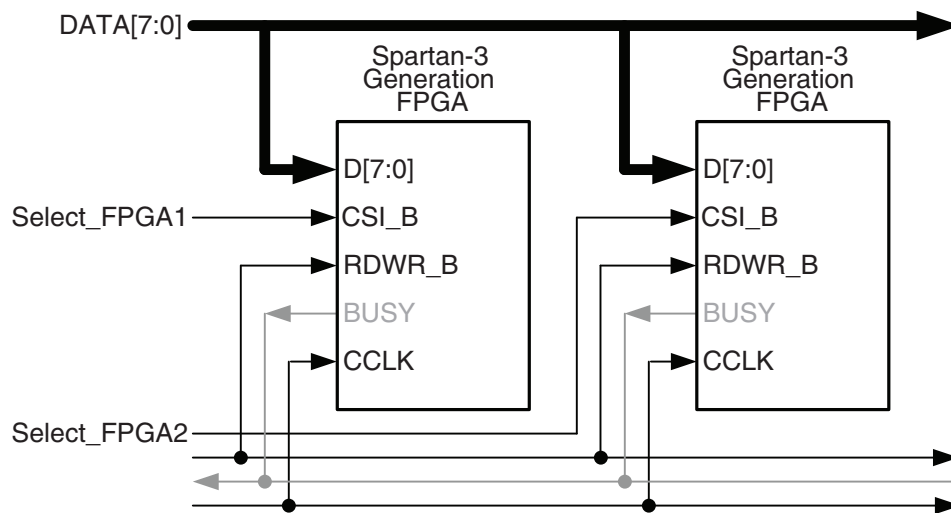 DATA[7:0]
Spartan-3
Generation
FPGA
Spartan-3
Generation
FPGA
D[7:0]
D[7:0]
Select_FPGA1
CSI_B
CSI_B
RDWR_B
RDWR_B
BUSY
BUSY
CCLK
CCLK
Select_FPGA2